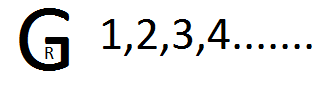 G R 1,2,3,4.......